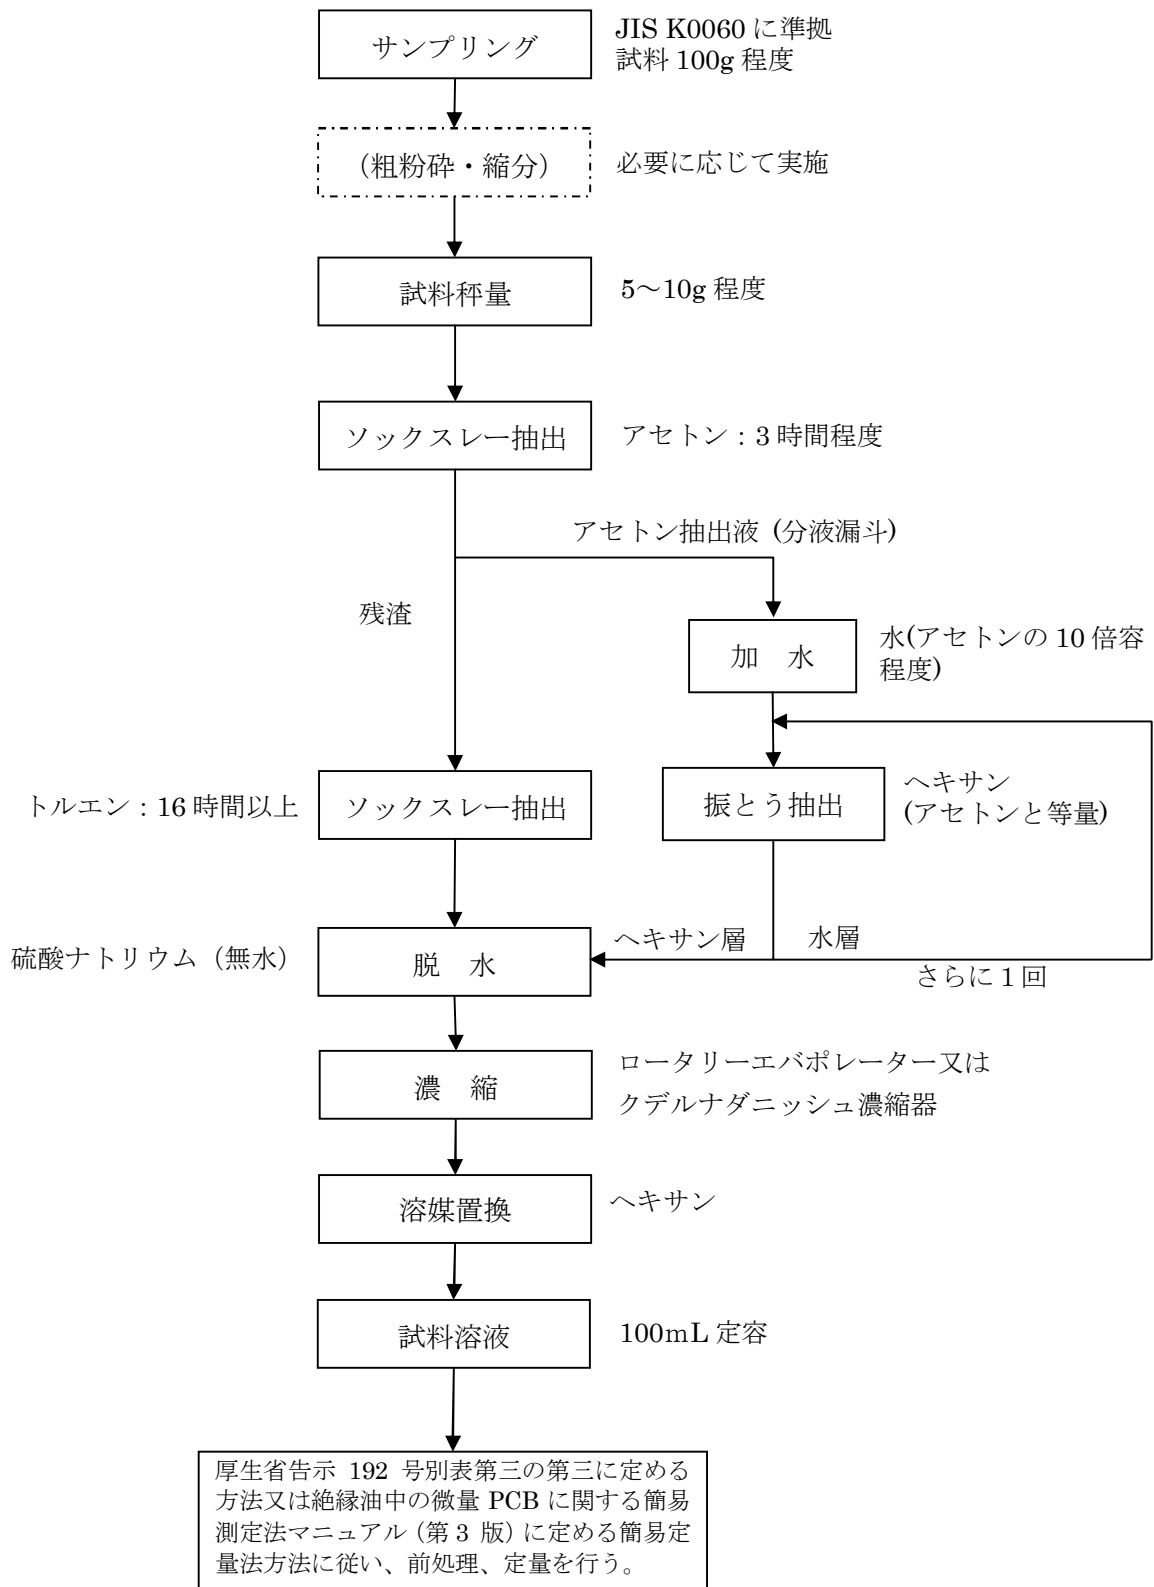 サンプリング
JIS K0060 に準拠
試料 100g 程度
（粗粉砕・縮分）
必要に応じて実施
試料秤量
5～10g 程度
ソックスレー抽出
アセトン：3 時間程度
アセトン抽出液 (分液漏斗)
残渣
加　水
水(アセトンの 10 倍容
程度)
トルエン：16 時間以上
ソックスレー抽出
振とう抽出
ヘキサン
(アセトンと等量)
硫酸ナトリウム（無水）
脱　水
ヘキサン層
水層
さらに 1 回
濃　縮
ロータリーエバポレーター又は
クデルナダニッシュ濃縮器
溶媒置換
ヘキサン
試料溶液
100mL 定容
厚生省告示 192 号別表第三の第三に定める
方法又は絶縁油中の微量 PCB に関する簡易
測定法マニュアル（第 3 版）に定める簡易定
量法方法に従い、前処理、定量を行う。